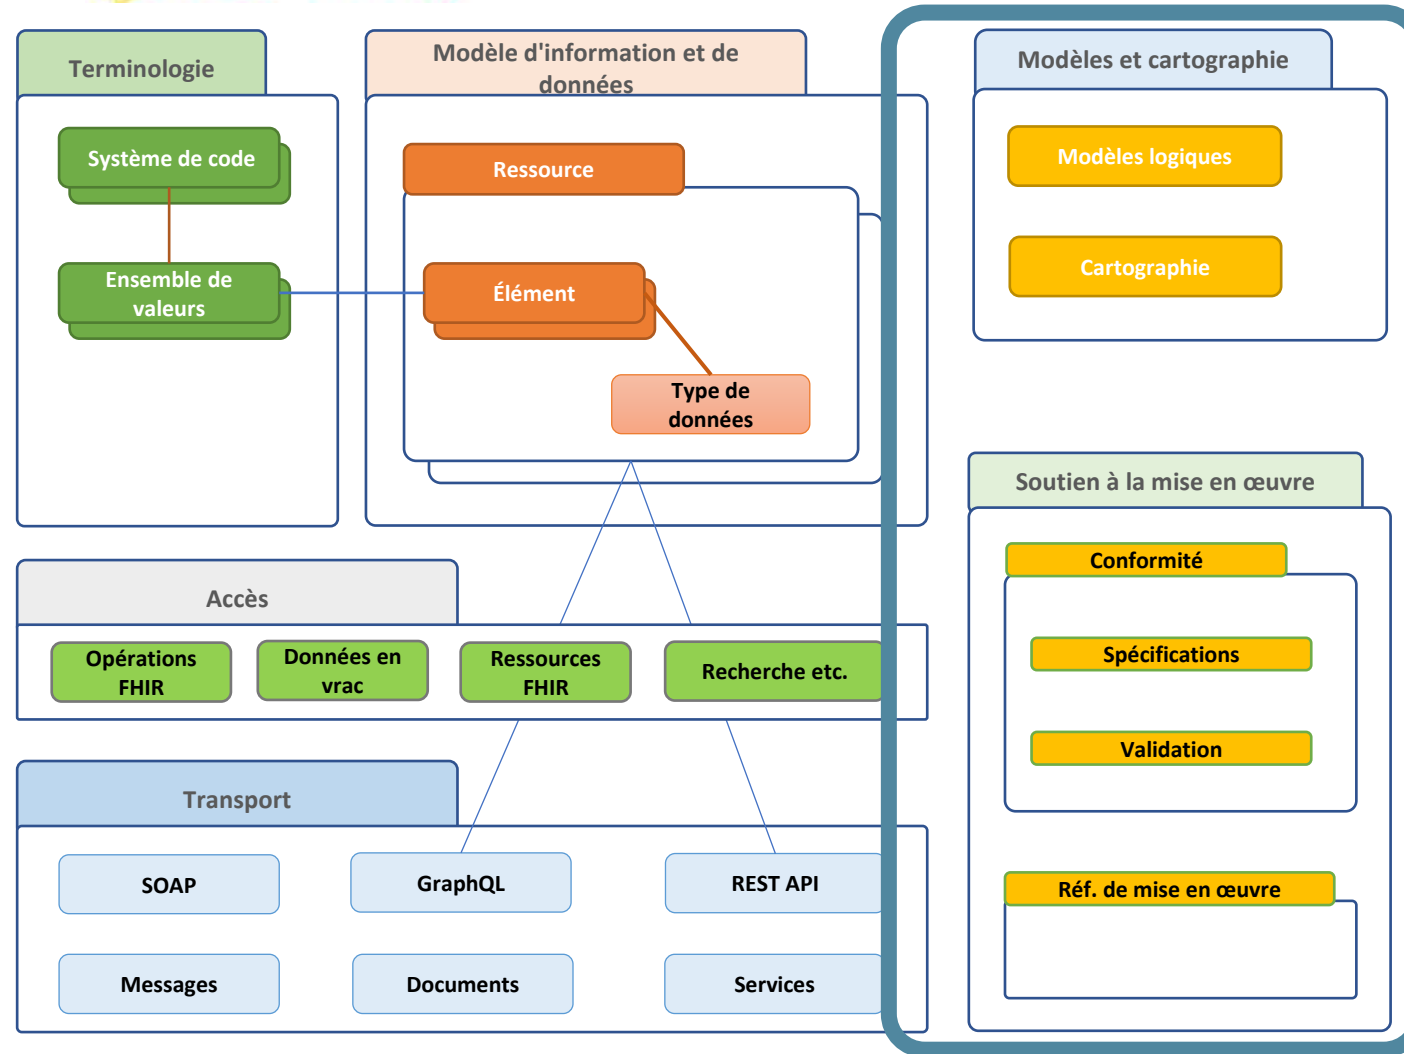 Terminologie
Système de code
Ensemble de
valeurs
Modèle d'information et de
données
Ressource
Élément
Type de
données
Modèles et cartographie
Modèles logiques
Cartographie
Accès
Opérations
FHIR
Données en
vrac
Ressources
FHIR
Recherche etc.
Soutien à la mise en œuvre
Conformité
Spécifications
Validation
Réf. de mise en œuvre
Transport
SOAP
GraphQL
REST API
Messages
Documents
Services